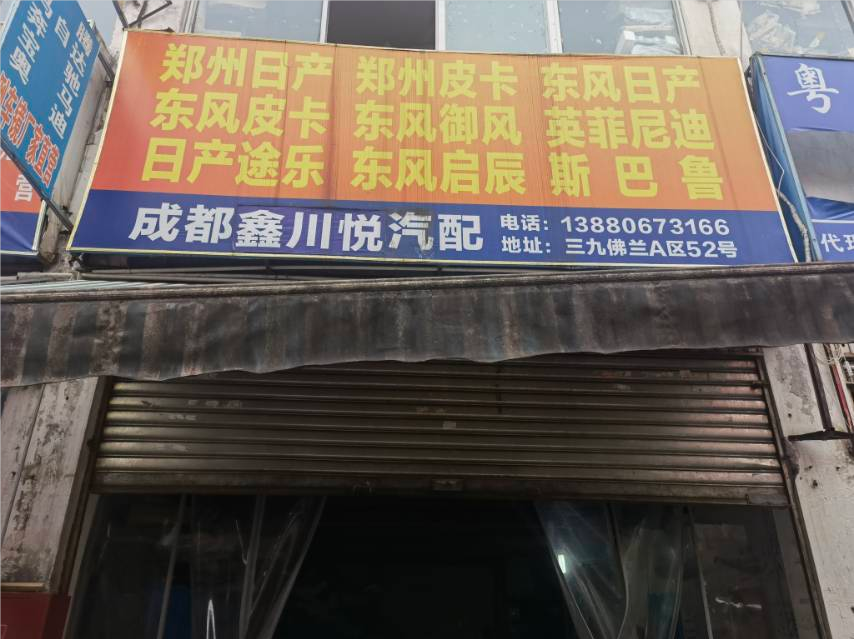 郑州日产 郑州皮卡 东风日产
东风皮卡 东风御风 英菲尼迪
日产途乐 东风启辰 斯巴鲁
成都鑫川悦汽配
电话：13880673166
地址：三九佛兰A区52号
粤
代理